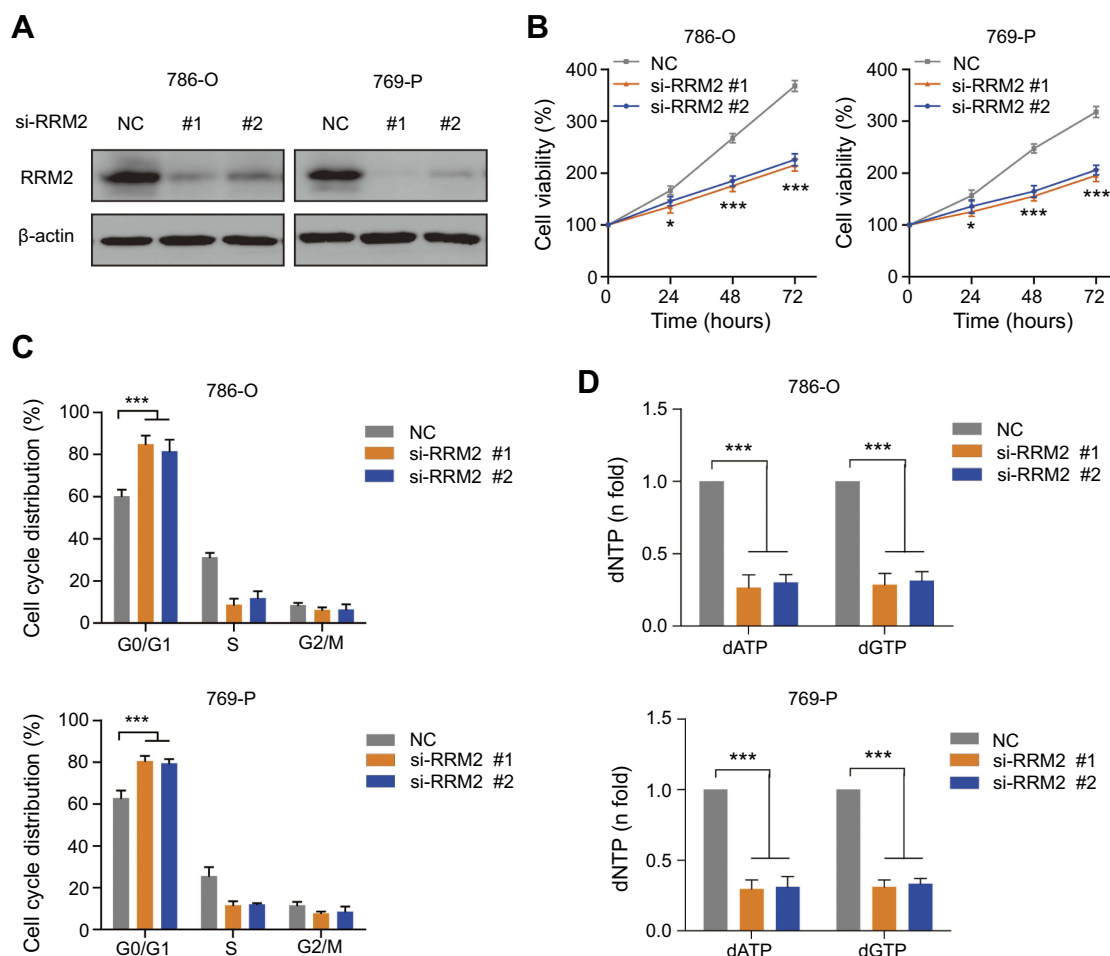 A
786-O
769-P
si-RRM2 NC #1 #2 NC #1 #2
RRM2
β-actin
B
786-O
NC
si-RRM2 #1
si-RRM2 #2
Cell viability (%)
400
300
200
100
0
*
***
***
0 24 48 72
Time (hours)
769-P
NC
si-RRM2 #1
si-RRM2 #2
Cell viability (%)
400
300
200
100
0
*
***
***
0 24 48 72
Time (hours)
C
786-O
Cell cycle distribution (%)
100
80
60
40
20
0
***
NC
si-RRM2 #1
si-RRM2 #2
G0/G1 S G2/M
769-P
Cell cycle distribution (%)
100
80
60
40
20
0
***
NC
si-RRM2 #1
si-RRM2 #2
G0/G1 S G2/M
D
786-O
dNTP (n fold)
1.5
1.0
0.5
0.0
***
***
NC
si-RRM2 #1
si-RRM2 #2
dATP dGTP
769-P
dNTP (n fold)
1.5
1.0
0.5
0.0
***
***
NC
si-RRM2 #1
si-RRM2 #2
dATP dGTP